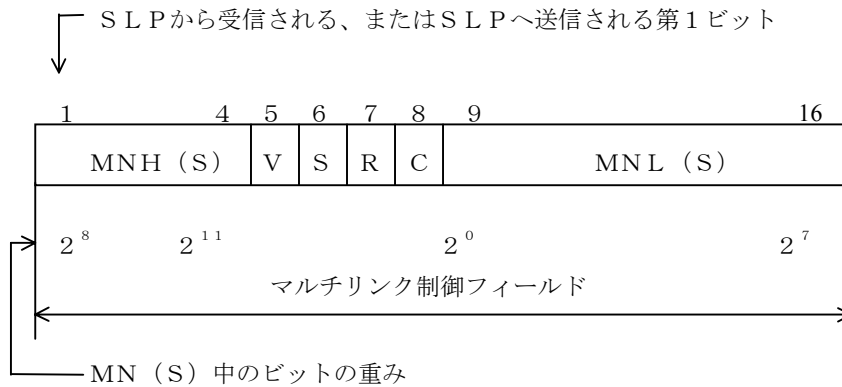 ＳＬＰから受信される、またはＳＬＰへ送信される第１ビット
1 4 5 6 7 8 9 16
ＭＮＨ（Ｓ） Ｖ Ｓ Ｒ Ｃ ＭＮＬ（Ｓ）
2⁸ 2¹¹ 2⁰ 2⁷
マルチリンク制御フィールド
ＭＮ（Ｓ）中のビットの重み